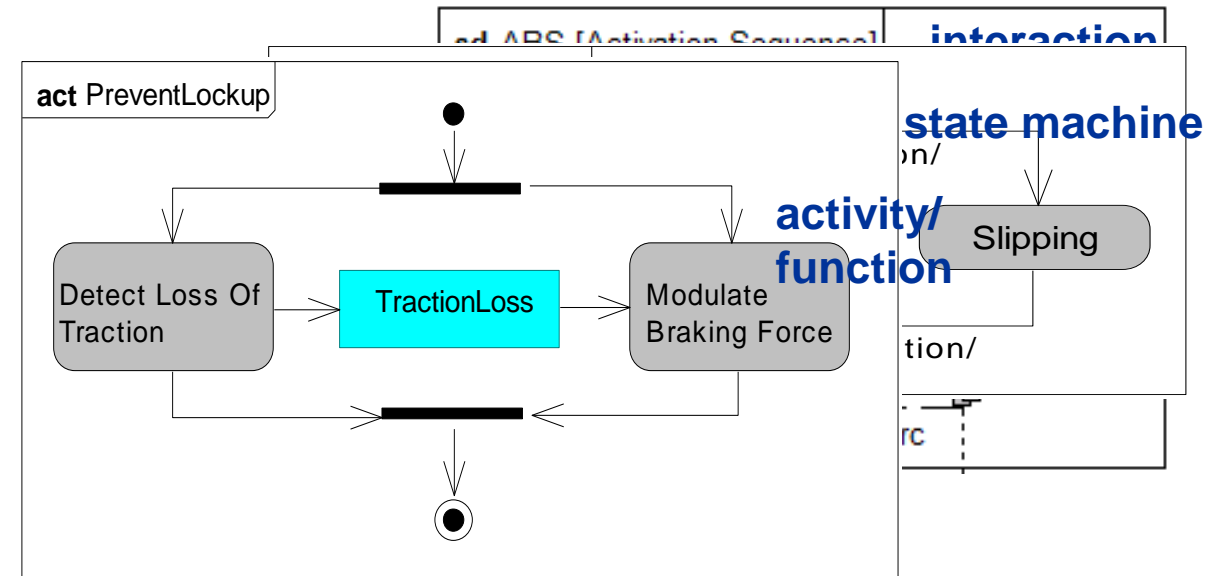 sd ABS [Activation Sequence]
interaction
act PreventLockup
state machine
on/
activity/
function
Slipping
Detect Loss Of
Traction
TractionLoss
Modulate
Braking Force
tion/
rc